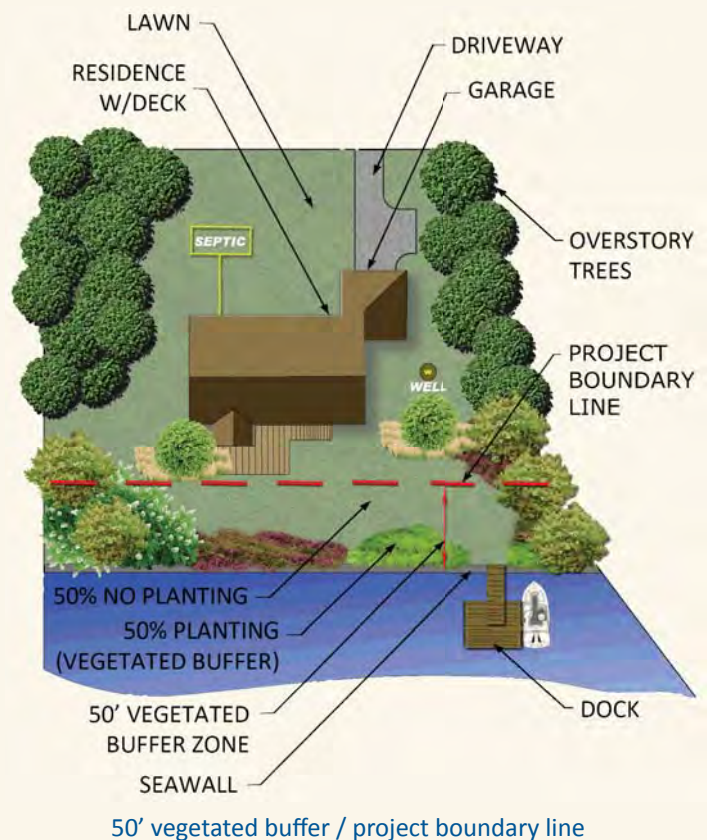 LAWN
DRIVEWAY
RESIDENCE
W/DECK
GARAGE
SEPTIC
OVERSTORY
TREES
PROJECT
BOUNDARY
LINE
W
WELL
50% NO PLANTING
50% PLANTING
(VEGETATED BUFFER)
50’ VEGETATED
BUFFER ZONE
DOCK
SEAWALL
50’ vegetated buffer / project boundary line